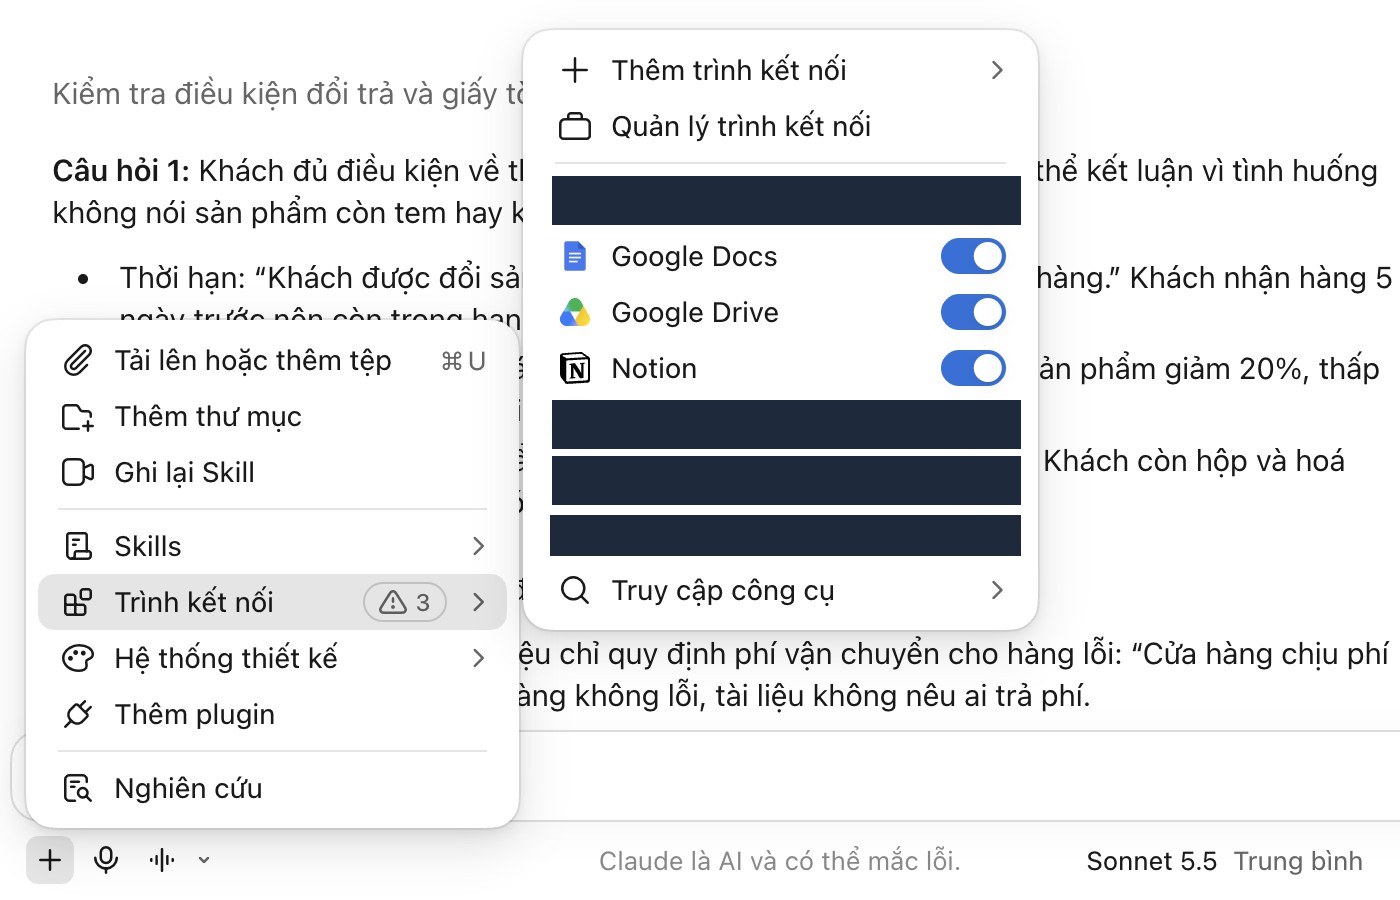 Kiểm tra điều kiện đổi trả và giấy
Câu hỏi 1: Khách đủ điều kiện về
thể kết luận vì tình huống
không nói sản phẩm còn tem hay
Thời hạn: “Khách được đổi
hàng.” Khách nhận hàng 5
ngày trước nên còn trong hạn
ản phẩm giảm 20%, thấp
Khách còn hộp và hoá
ệu chỉ quy định phí vận chuyển cho hàng lỗi: “Cửa hàng chịu phí
àng không lỗi, tài liệu không nêu ai trả phí.
Tải lên hoặc thêm tệp ⌘U
Thêm thư mục
Ghi lại Skill
Skills
Trình kết nối 3
Hệ thống thiết kế
Thêm plugin
Nghiên cứu
Thêm trình kết nối
Quản lý trình kết nối
Google Docs
Google Drive
Notion
Truy cập công cụ
Claude là AI và có thể mắc lỗi.
Sonnet 5.5 Trung bình